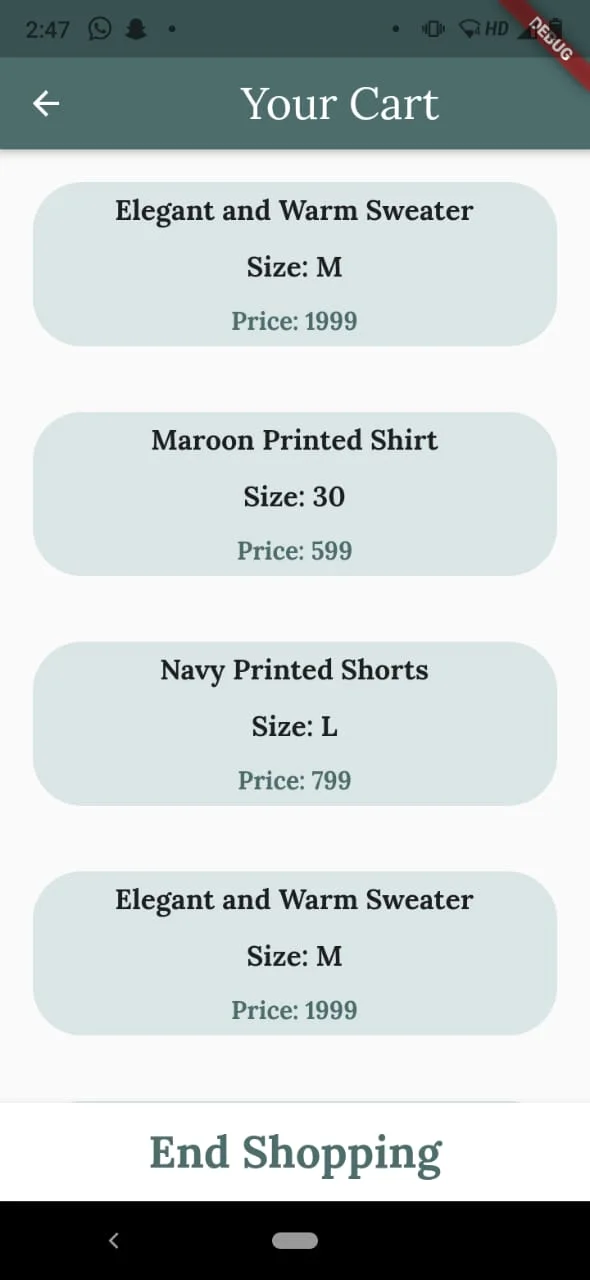 2:47
HD
DEBUG
Your Cart
Elegant and Warm Sweater
Size: M
Price: 1999
Maroon Printed Shirt
Size: 30
Price: 599
Navy Printed Shorts
Size: L
Price: 799
Elegant and Warm Sweater
Size: M
Price: 1999
End Shopping